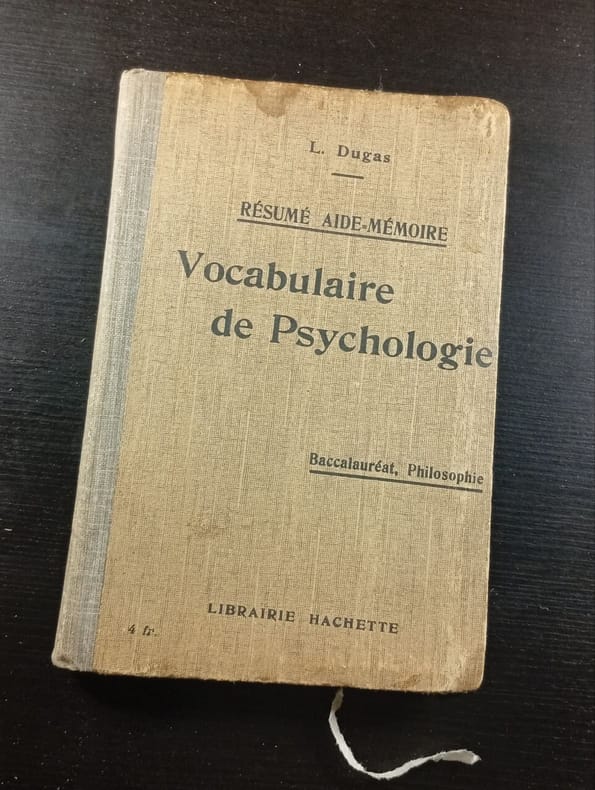 L. Dugas
RÉSUMÉ AIDE-MÉMOIRE
Vocabulaire
de Psychologie
Baccalauréat, Philosophie
LIBRAIRIE HACHETTE
4 fr.